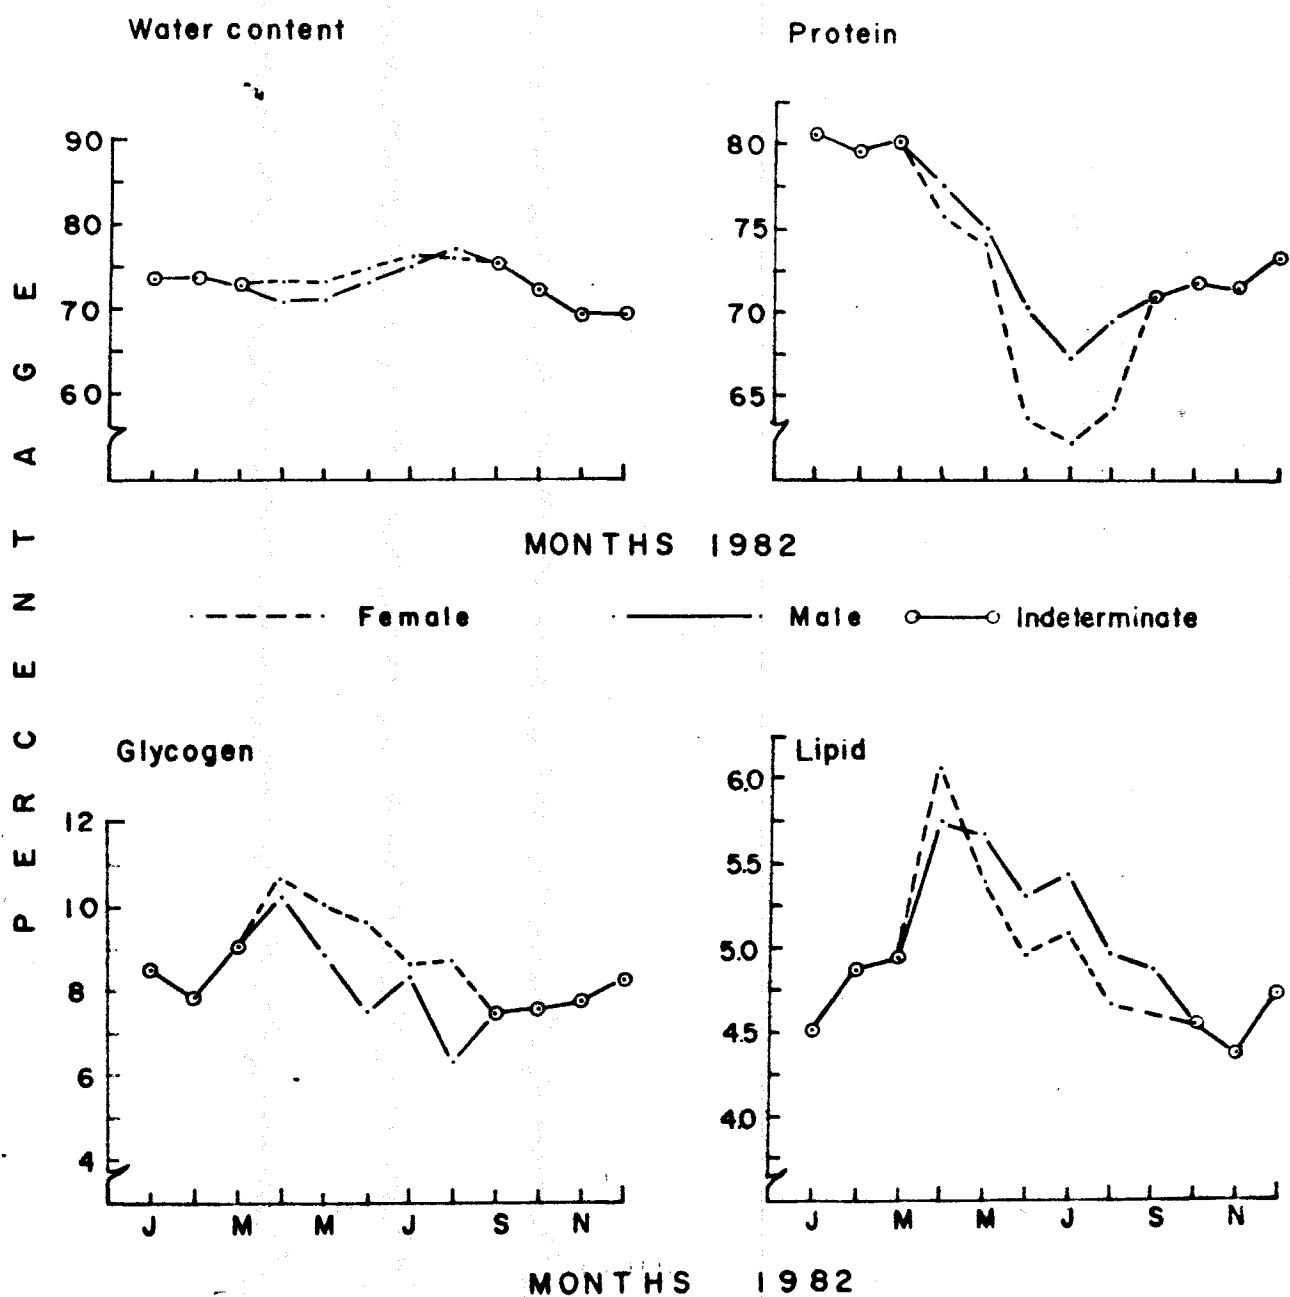 Water content
Protein
90
80
70
60
80
75
70
65
PERCENTAGE
MONTHS 1982
Female
Male
Indeterminate
Glycogen
Lipid
12
10
8
6
4
6.0
5.5
5.0
4.5
4.0
J M M J S N
J M M J S N
MONTHS 1982